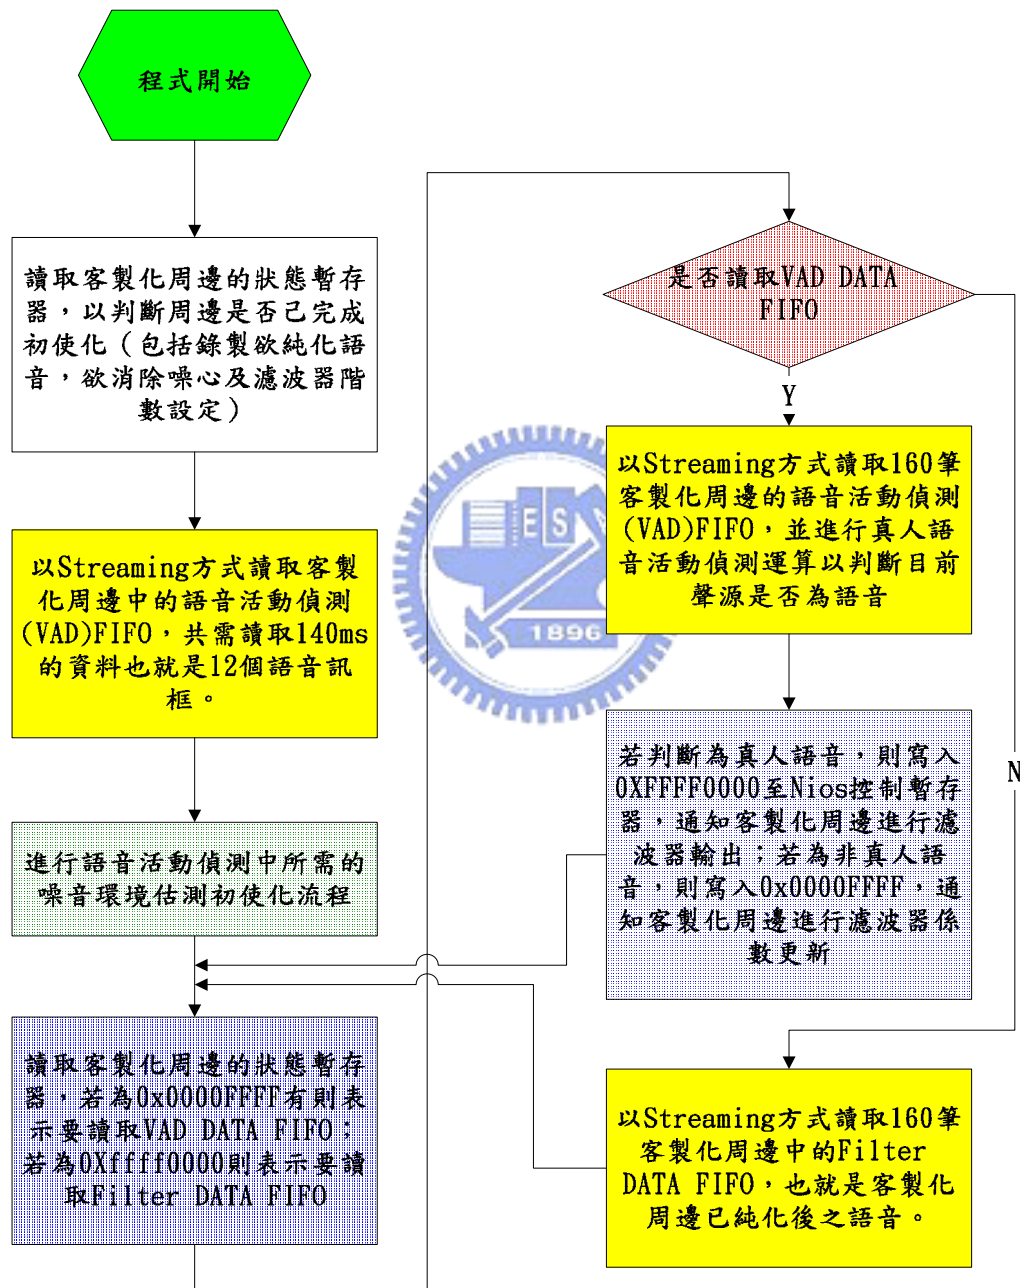 程式開始
讀取客製化周邊的狀態暫存
器，以判斷周邊是否已完成
初使化（包括錄製欲純化語
音，欲消除噪心及濾波器階
數設定）
以Streaming方式讀取客製
化周邊中的語音活動偵測
(VAD)FIFO，共需讀取140ms
的資料也就是12個語音訊
框。
進行語音活動偵測中所需的
噪音環境估測初使化流程
讀取客製化周邊的狀態暫存
器，若為0x0000FFFF有則表
示要讀取VAD DATA FIFO；
若為0Xffff0000則表示要讀
取Filter DATA FIFO
是否讀取VAD DATA
FIFO
Y
以Streaming方式讀取160筆
客製化周邊的語音活動偵測
(VAD)FIFO，並進行真人語
音活動偵測運算以判斷目前
聲源是否為語音
若判斷為真人語音，則寫入
0XFFFF0000至Nios控制暫存
器，通知客製化周邊進行濾
波器輸出；若為非真人語
音，則寫入0x0000FFFF，通
知客製化周邊進行濾波器係
數更新
N
以Streaming方式讀取160筆
客製化周邊中的Filter
DATA FIFO，也就是客製化
周邊已純化後之語音。
ES
1896